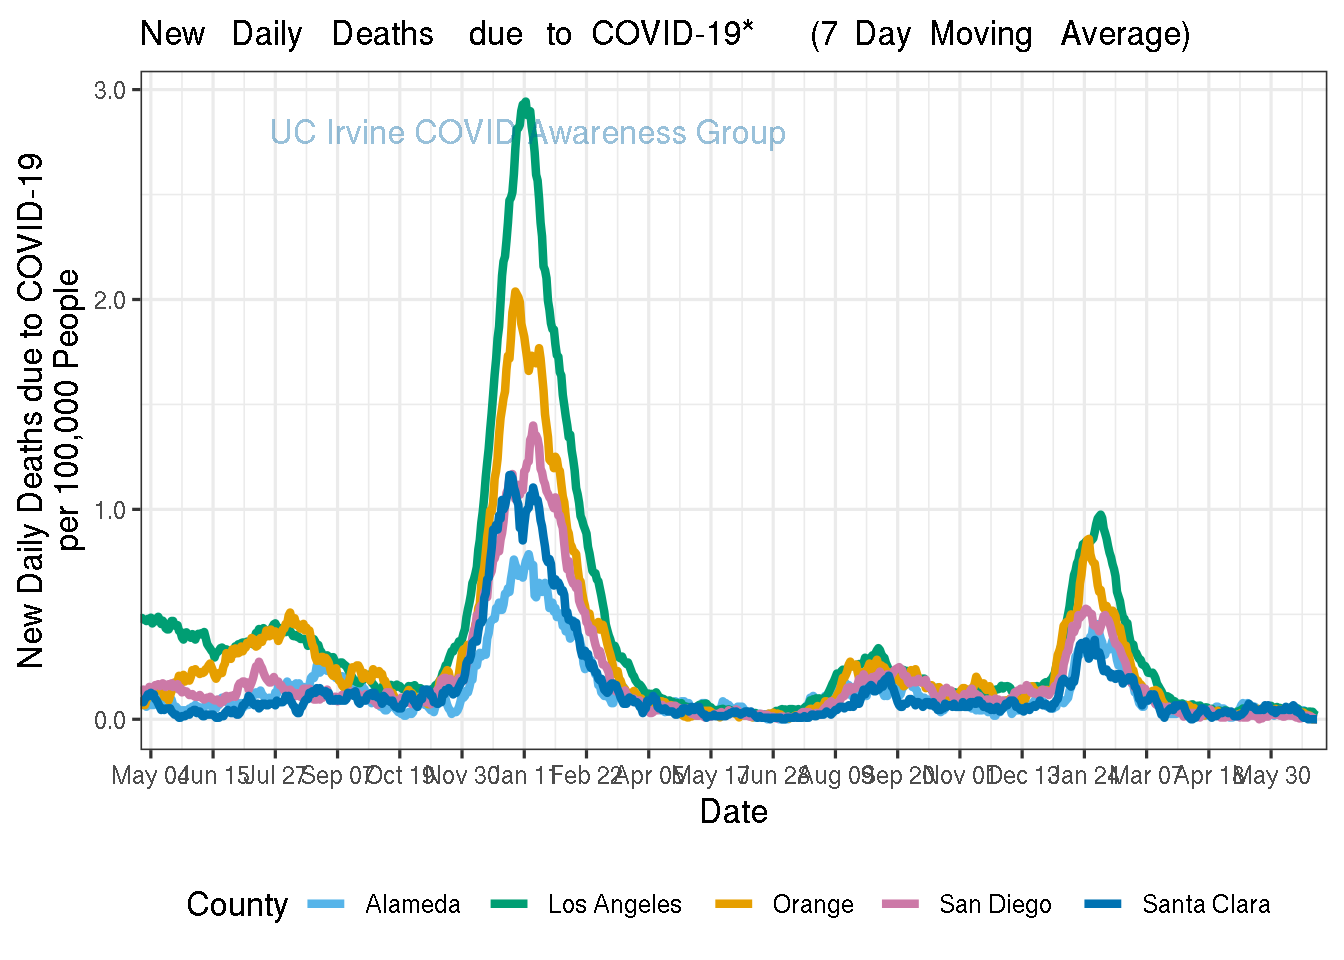 New Daily Deaths due to COVID-19* (7 Day Moving Average)
UC Irvine COVID Awareness Group
New Daily Deaths due to COVID-19
per 100,000 People
3.0
2.0
1.0
0.0
May 04 Jun 15 Jul 27 Sep 07 Oct 19 Nov 30 Jan 11 Feb 22 Apr 05 May 17 Jun 28 Aug 09 Sep 20 Nov 01 Dec 13 Jan 24 Mar 07 Apr 18 May 30
Date
County Alameda Los Angeles Orange San Diego Santa Clara